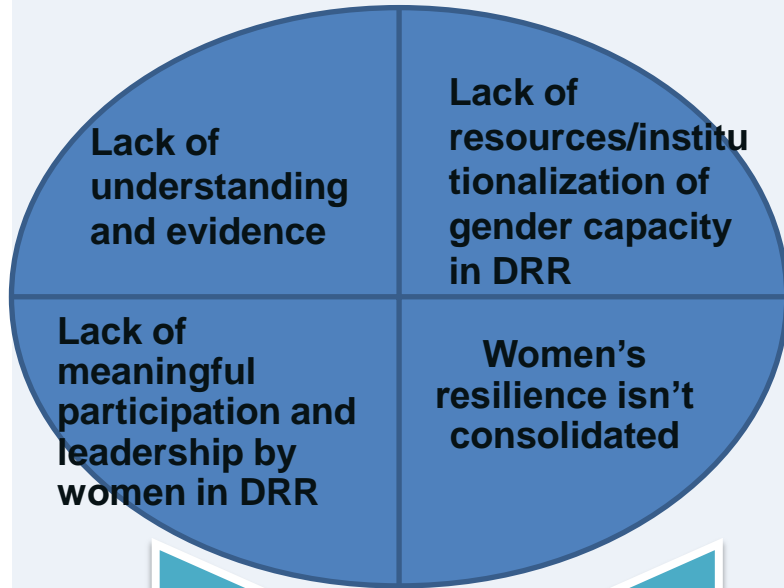 Lack of
understanding
and evidence
Lack of
resources/institu
tionalization of
gender capacity
in DRR
Lack of
meaningful
participation and
leadership by
women in DRR
Women’s
resilience isn’t
consolidated